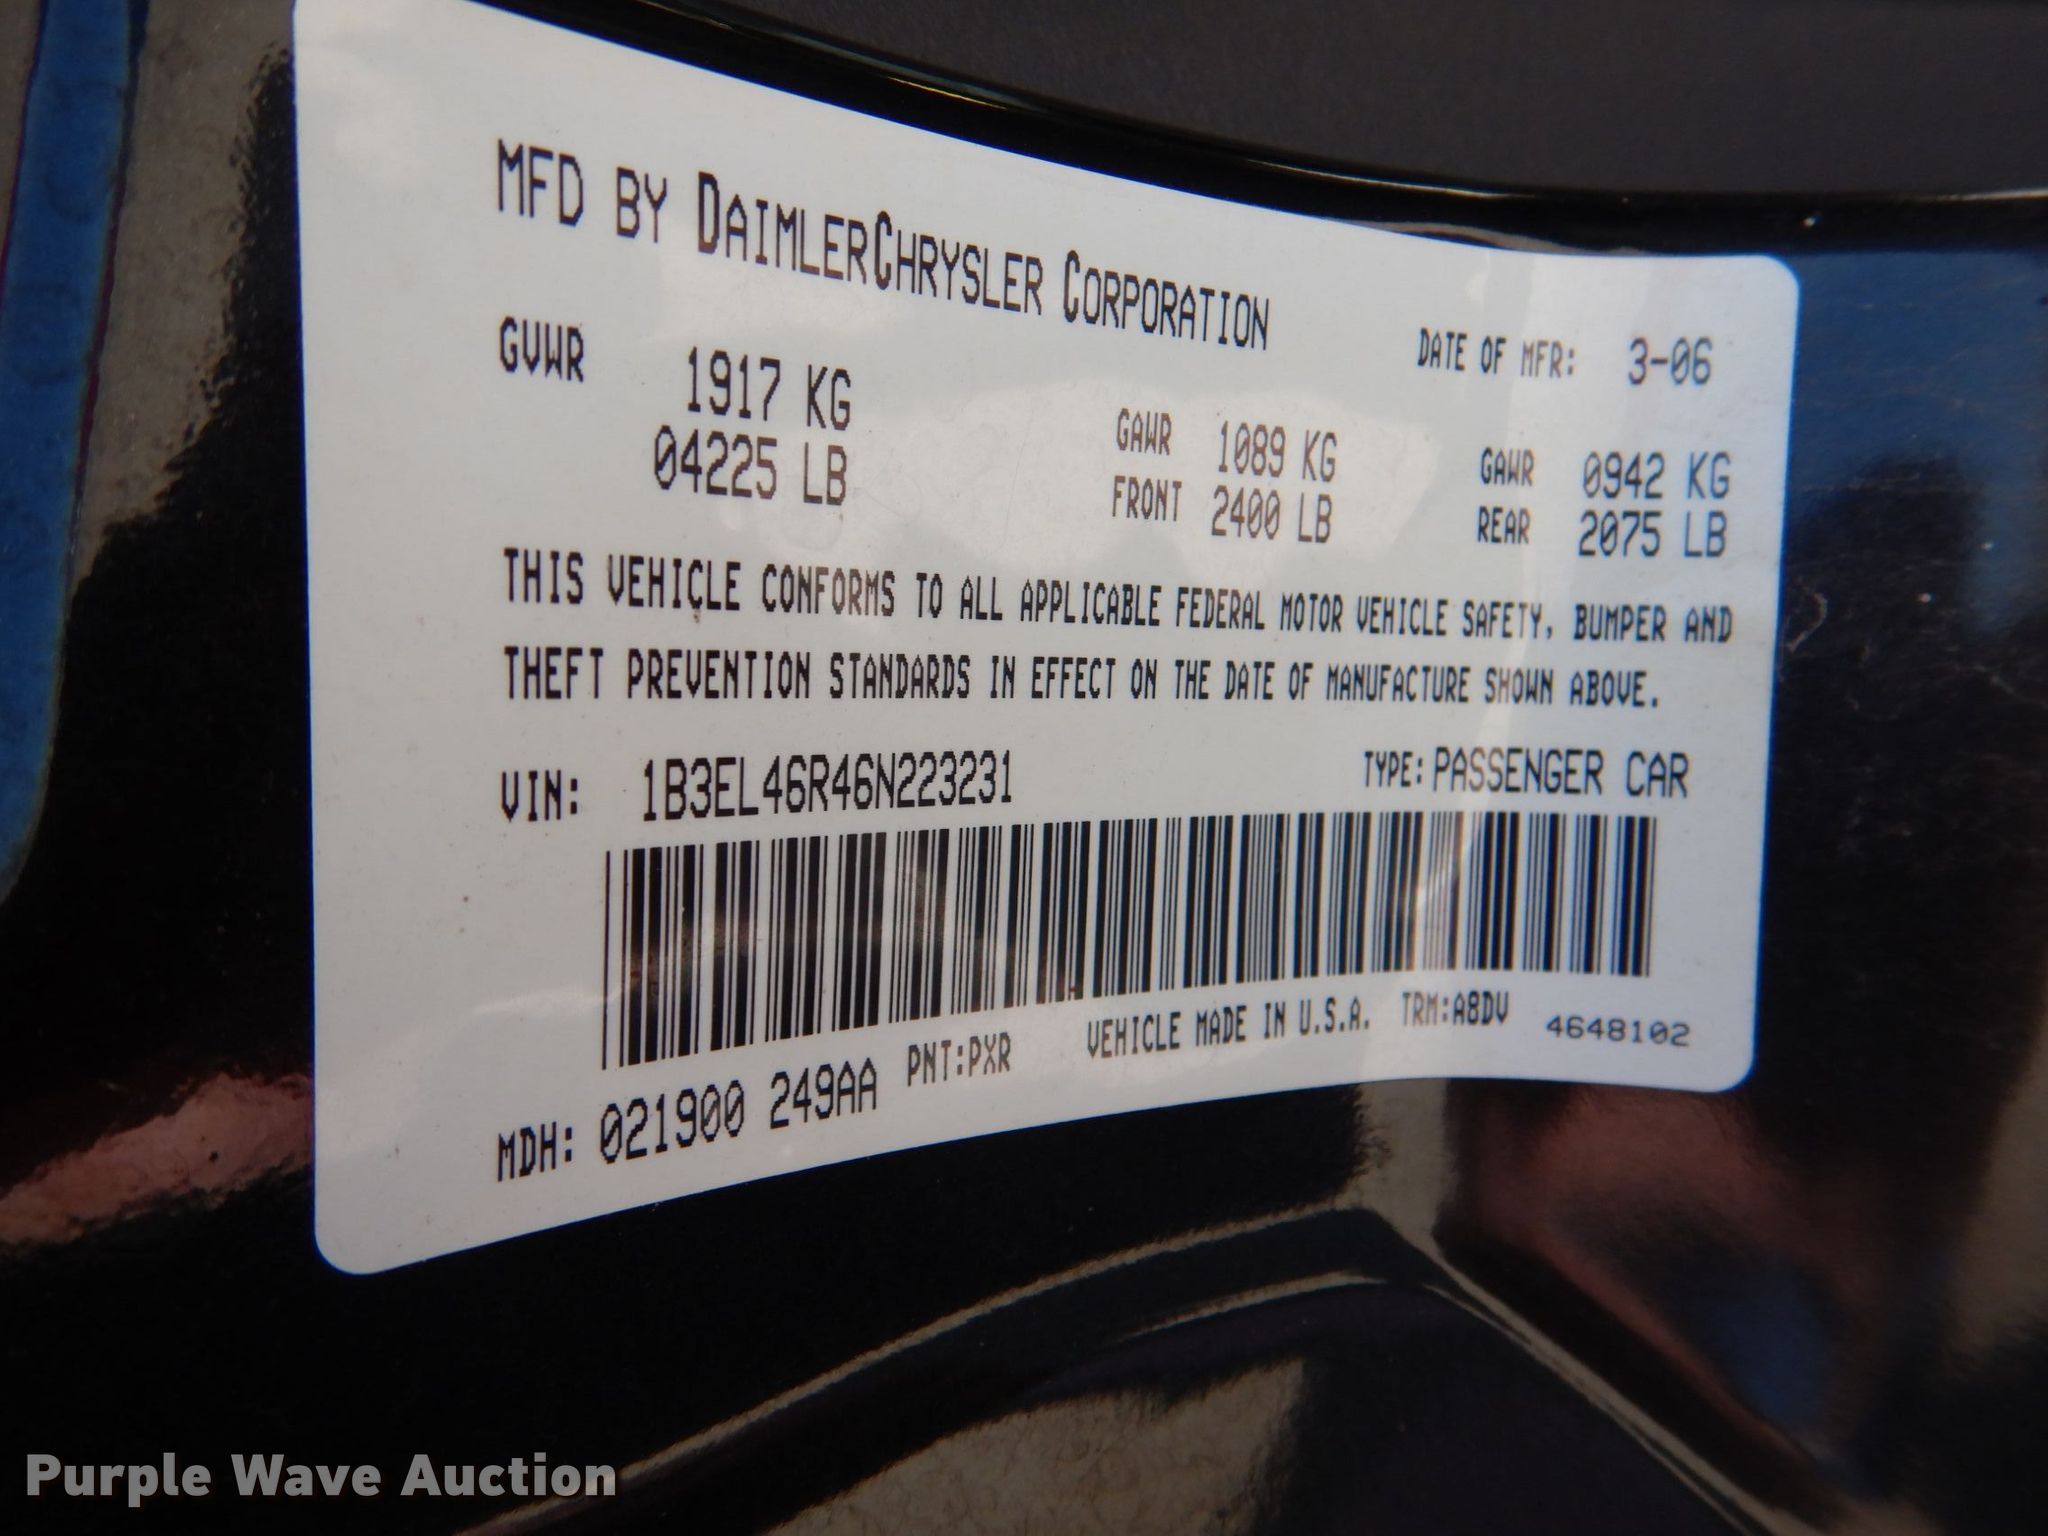 MFD BY DAIMLERCHRYSLER CORPORATION
DATE OF MFR: 3-06
GVWR 1917 KG
04225 LB
GAWR 1089 KG
FRONT 2400 LB
GAWR 0942 KG
REAR 2075 LB
THIS VEHICLE CONFORMS TO ALL APPLICABLE FEDERAL MOTOR VEHICLE SAFETY, BUMPER AND
THEFT PREVENTION STANDARDS IN EFFECT ON THE DATE OF MANUFACTURE SHOWN ABOVE.
VIN: 1B3EL46R46N223231
TYPE: PASSENGER CAR
MDH: 021900 249AA PNT:PXR VEHICLE MADE IN U.S.A. TRM:A8DV 4648102
Purple Wave Auction